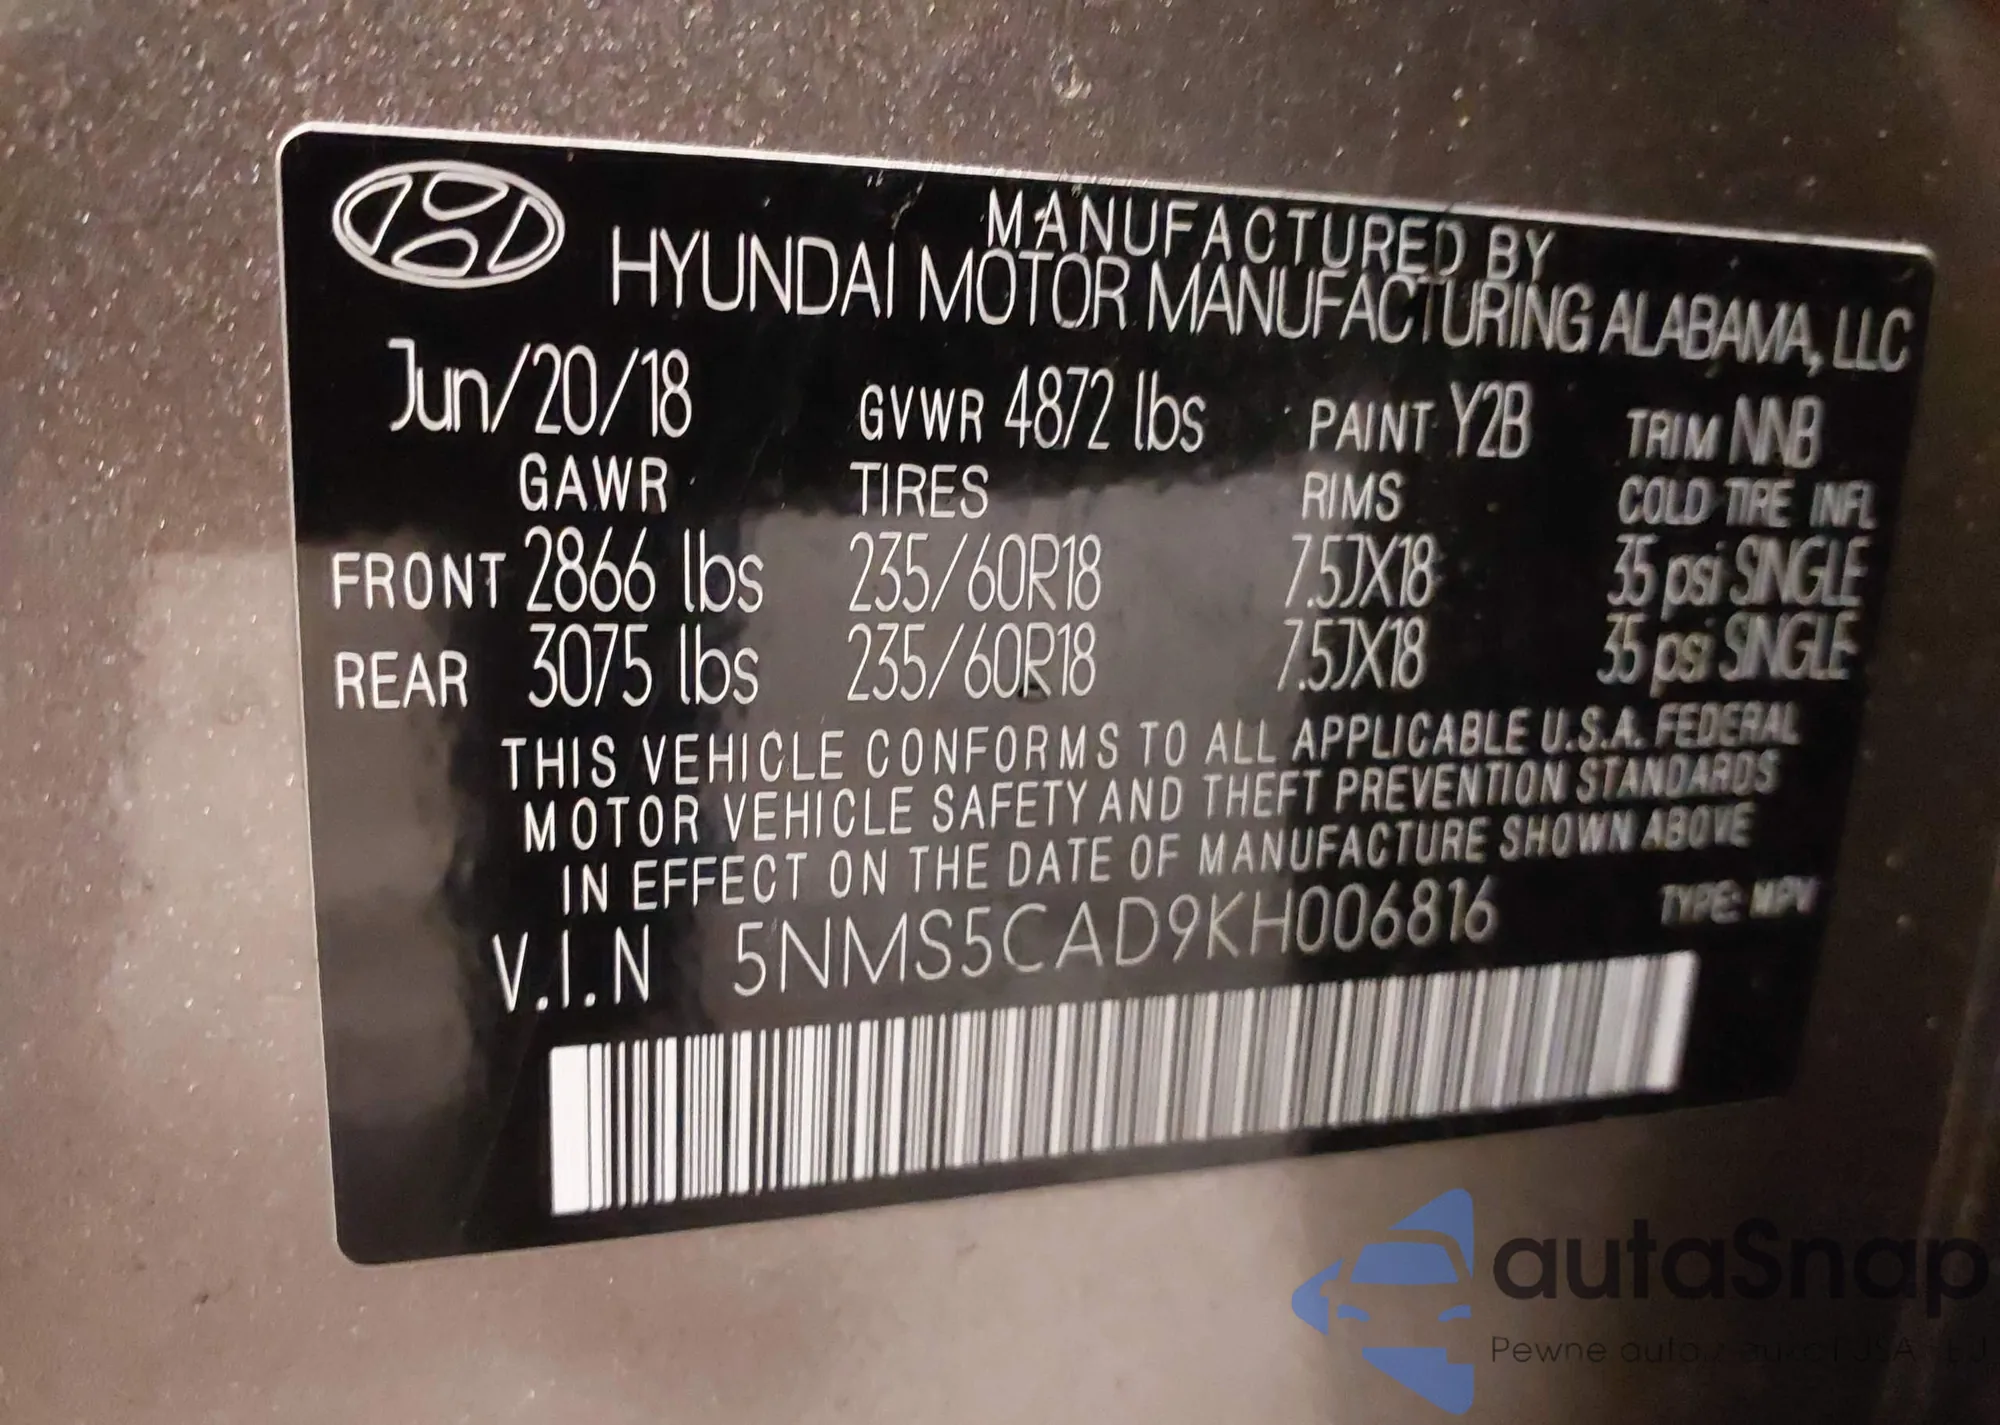 MANUFACTURED BY
HYUNDAI MOTOR MANUFACTURING ALABAMA, LLC
Jun/20/18 GVWR 4872 lbs PAINT Y2B TRIM NNB
GAWR TIRES RIMS COLD TIRE INFL
FRONT 2866 lbs 235/60R18 7.5JX18 35 psi SINGLE
REAR 3075 lbs 235/60R18 7.5JX18 35 psi SINGLE
THIS VEHICLE CONFORMS TO ALL APPLICABLE U.S.A. FEDERAL
MOTOR VEHICLE SAFETY AND THEFT PREVENTION STANDARDS
IN EFFECT ON THE DATE OF MANUFACTURE SHOWN ABOVE
V.I.N 5NMS5CAD9KH006816 TYPE: MPV
autaSnap
Pewne auta z